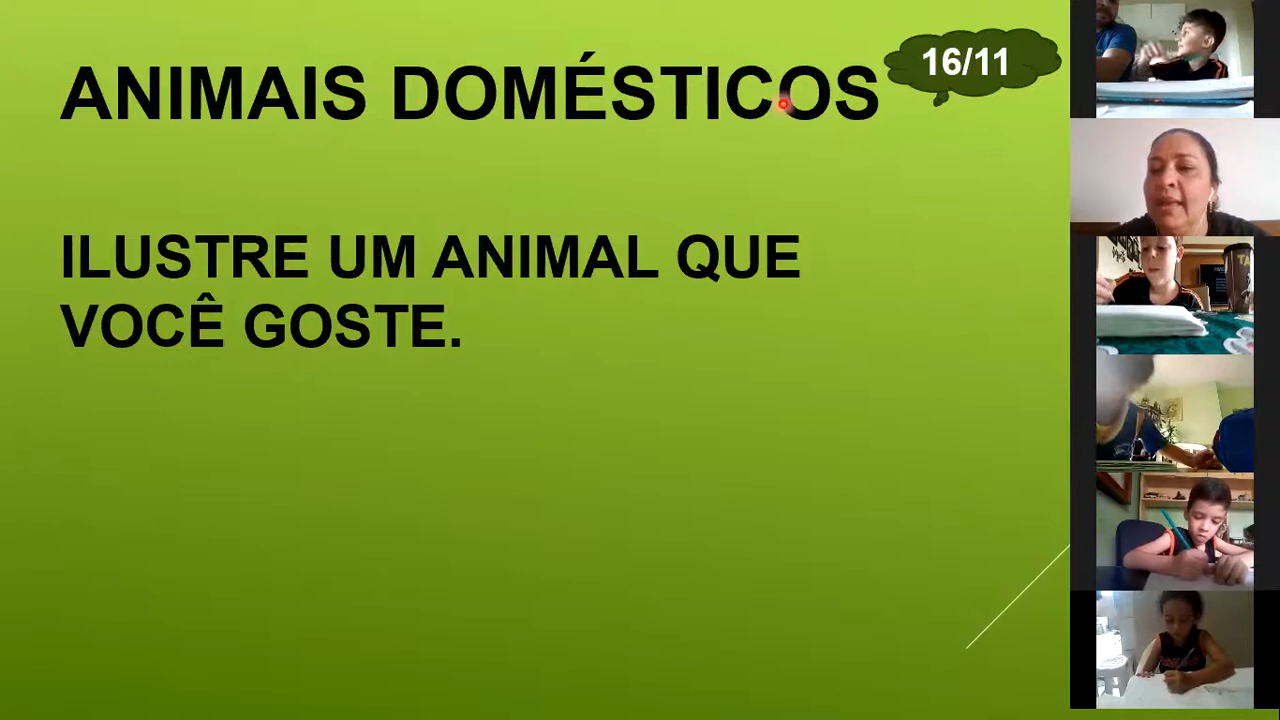 ANIMAIS DOMÉSTICOS
16/11
ILUSTRE UM ANIMAL QUE
VOCÊ GOSTE.